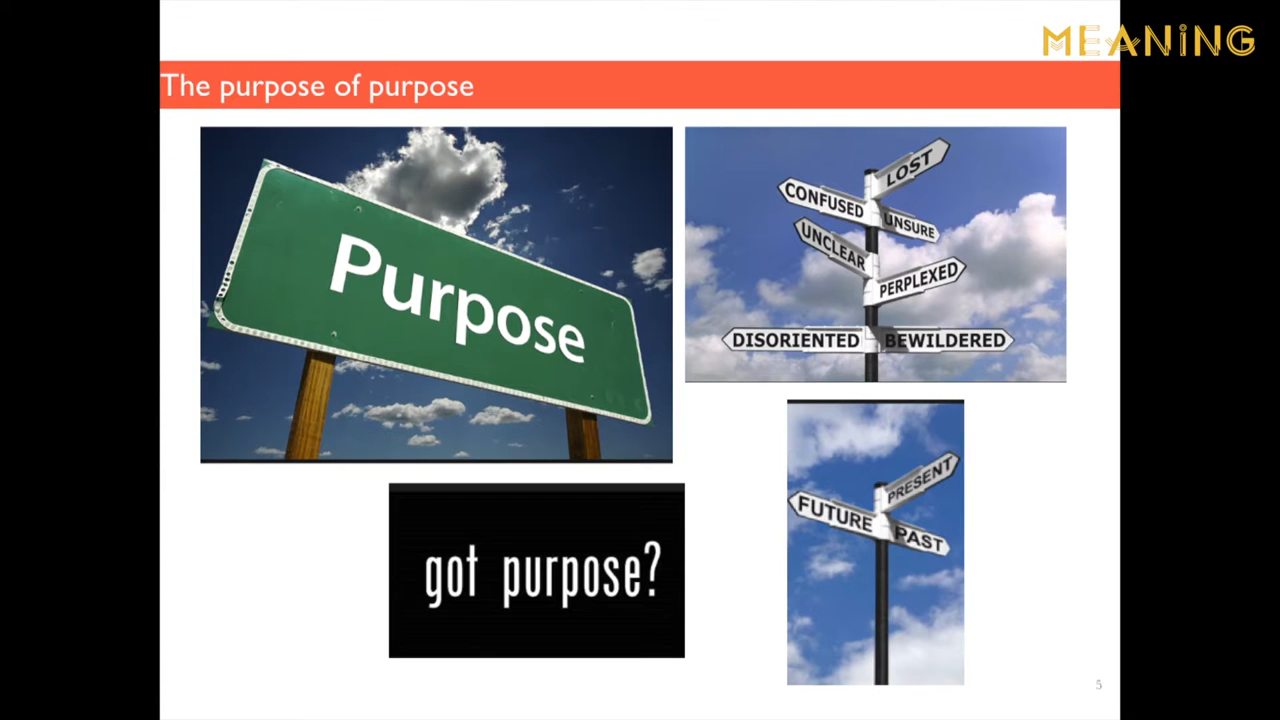 MEANiNG
The purpose of purpose
Purpose
LOST
CONFUSED
UNSURE
UNCLEAR
PERPLEXED
DISORIENTED
BEWILDERED
got purpose?
PRESENT
FUTURE
PAST
5